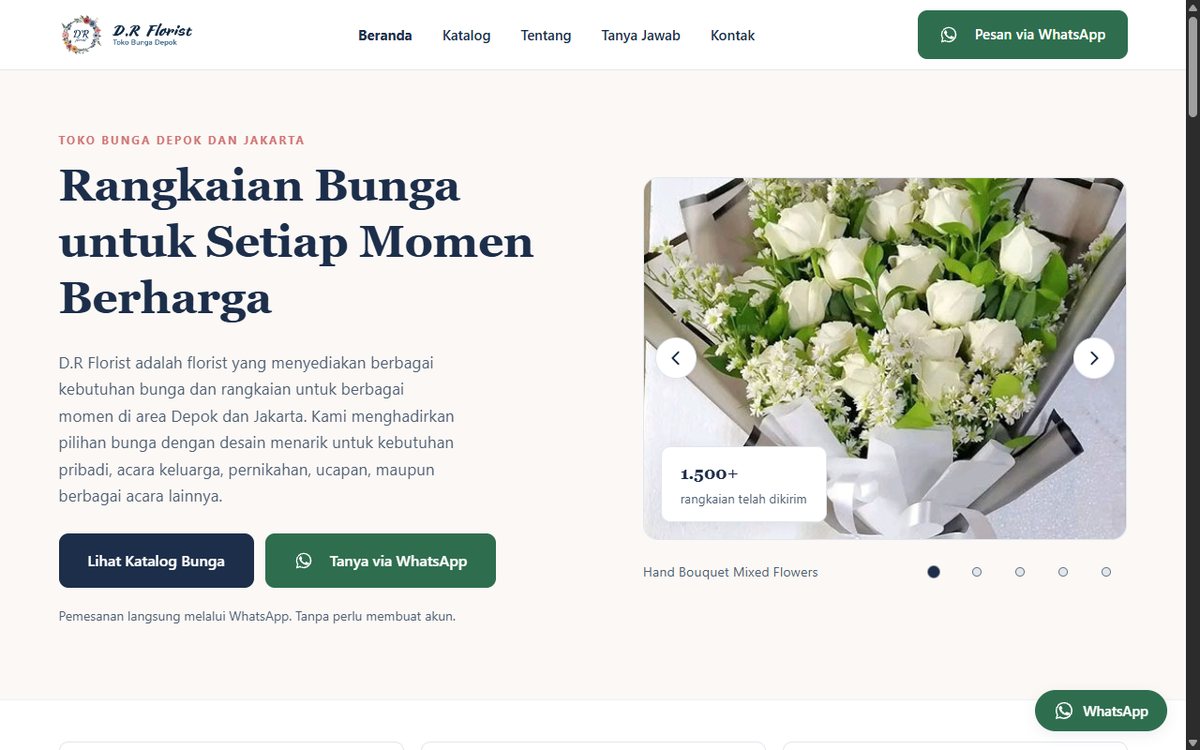 D.R Florist
Toko Bunga Depok
Beranda
Katalog
Tentang
Tanya Jawab
Kontak
Pesan via WhatsApp
TOKO BUNGA DEPOK DAN JAKARTA
Rangkaian Bunga
untuk Setiap Momen
Berharga
D.R Florist adalah florist yang menyediakan berbagai
kebutuhan bunga dan rangkaian untuk berbagai
momen di area Depok dan Jakarta. Kami menghadirkan
pilihan bunga dengan desain menarik untuk kebutuhan
pribadi, acara keluarga, pernikahan, ucapan, maupun
berbagai acara lainnya.
Lihat Katalog Bunga
Tanya via WhatsApp
Pemesanan langsung melalui WhatsApp. Tanpa perlu membuat akun.
1.500+
rangkaian telah dikirim
Hand Bouquet Mixed Flowers
WhatsApp